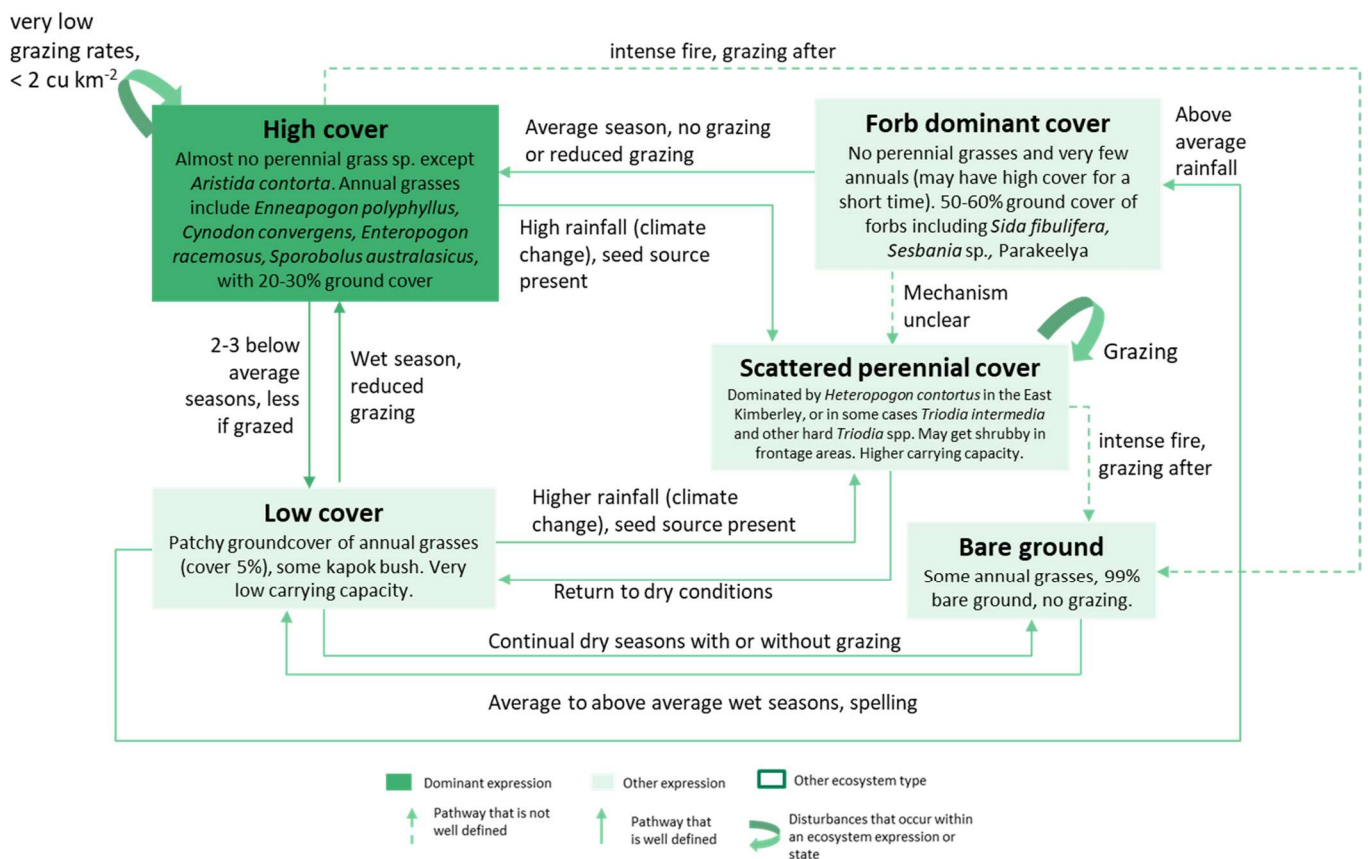 very low
grazing rates,
< 2 cu km-2
intense fire, grazing after
High cover
Almost no perennial grass sp. except
Aristida contorta. Annual grasses
include Enneapogon polyphyllus,
Cynodon convergens, Enteropogon
racemosus, Sporobolus australasicus,
with 20-30% ground cover
Average season, no grazing
or reduced grazing
Forb dominant cover
No perennial grasses and very few
annuals (may have high cover for a
short time). 50-60% ground cover of
forbs including Sida fibulifera,
Sesbania sp., Parakeelya
Above
average
rainfall
High rainfall (climate
change), seed source
present
Mechanism
unclear
2-3 below
average
seasons, less
if grazed
Wet season,
reduced
grazing
Scattered perennial cover
Dominated by Heteropogon contortus in the East
Kimberley, or in some cases Triodia intermedia
and other hard Triodia spp. May get shrubby in
frontage areas. Higher carrying capacity.
Grazing
intense fire,
grazing after
Low cover
Patchy groundcover of annual grasses
(cover 5%), some kapok bush. Very
low carrying capacity.
Higher rainfall (climate
change), seed source present
Return to dry conditions
Bare ground
Some annual grasses, 99%
bare ground, no grazing.
Continual dry seasons with or without grazing
Average to above average wet seasons, spelling
Dominant expression
Other expression
Other ecosystem type
Pathway that is not
well defined
Pathway that
is well defined
Disturbances that occur within
an ecosystem expression or
state